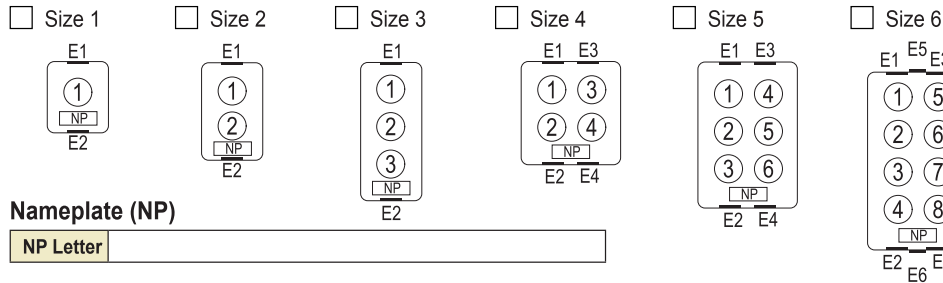 Size 1 Size 2 Size 3 Size 4 Size 5 Size 6
E1 E1 E1 E1 E3 E1 E3 E1 E5 E3
1 1 1 1 3 1 4 1 5
2 2 2 4 2 5 2 6
3 3 6 3 7
4 8
NP NP NP NP NP NP
E2 E2 E2 E2 E4 E2 E4 E2 E6
Nameplate (NP)
NP Letter